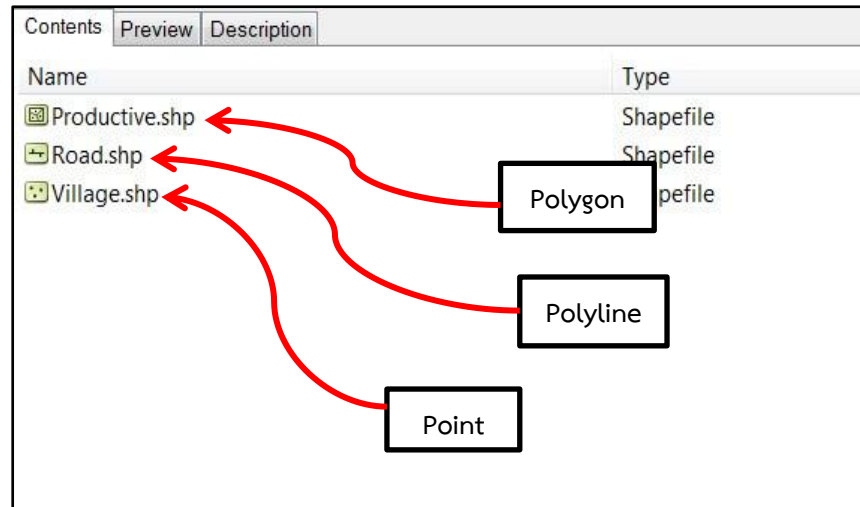 Contents Preview Description
Name Type
Productive.shp Shapefile
Road.shp Shapefile
Village.shp pefile
Polygon
Polyline
Point